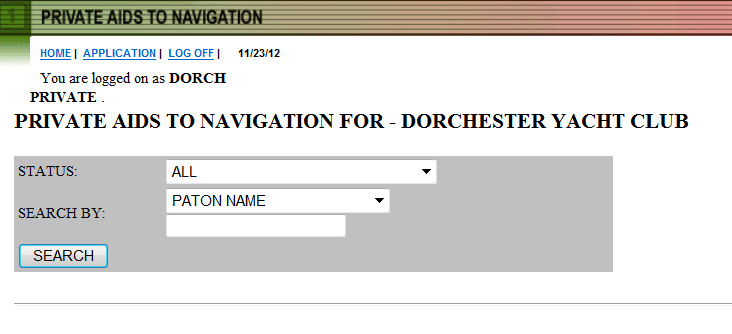 PRIVATE AIDS TO NAVIGATION
HOME | APPLICATION | LOG OFF | 11/23/12
You are logged on as DORCH
PRIVATE .
PRIVATE AIDS TO NAVIGATION FOR - DORCHESTER YACHT CLUB
STATUS: ALL
SEARCH BY: PATON NAME
SEARCH